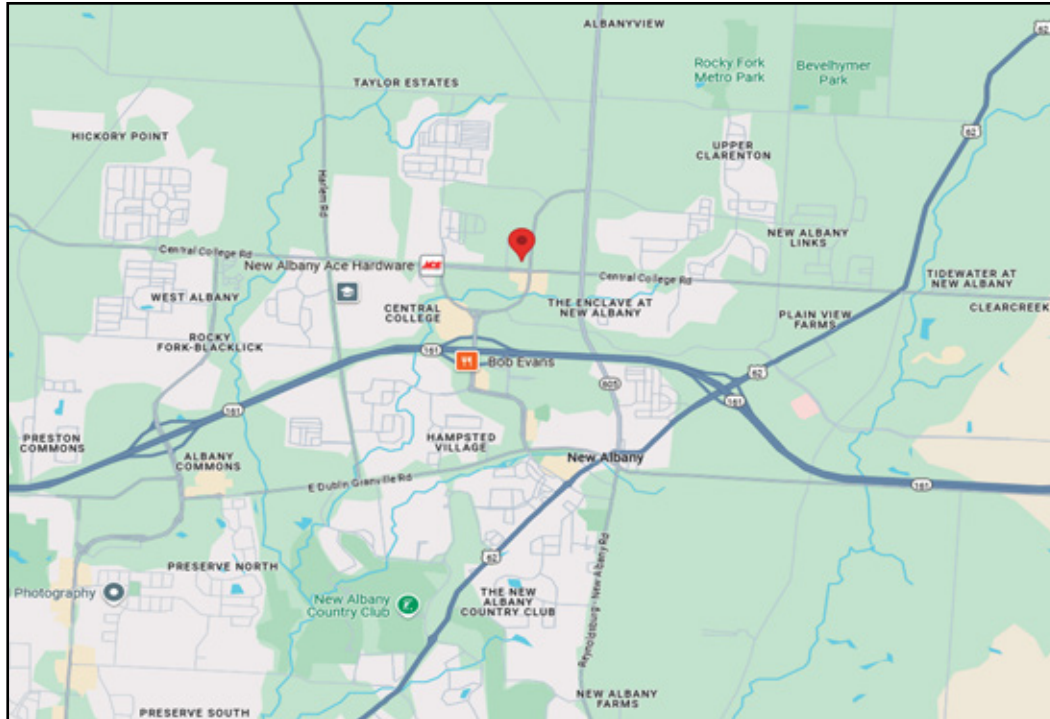 ALBANYVIEW
62
Rocky Fork
Metro Park
Bevelhymer
Park
TAYLOR ESTATES
62
HICKORY POINT
UPPER
CLARENTON
Harlem Rd
NEW ALBANY
LINKS
Central College Rd
New Albany Ace Hardware
ACE
Central College Rd
TIDEWATER AT
NEW ALBANY
WEST ALBANY
CENTRAL
COLLEGE
THE ENCLAVE AT
NEW ALBANY
CLEARCREEK
PLAIN VIEW
FARMS
ROCKY
FORK-BLACKLICK
161
Bob Evans
62
605
161
161
PRESTON
COMMONS
HAMPSTED
VILLAGE
ALBANY
COMMONS
New Albany
E Dublin Granville Rd
161
62
PRESERVE NORTH
l Photography
New Albany
Country Club
THE NEW
ALBANY
COUNTRY CLUB
Reynoldsburg - New Albany Rd
NEW ALBANY
FARMS
PRESERVE SOUTH